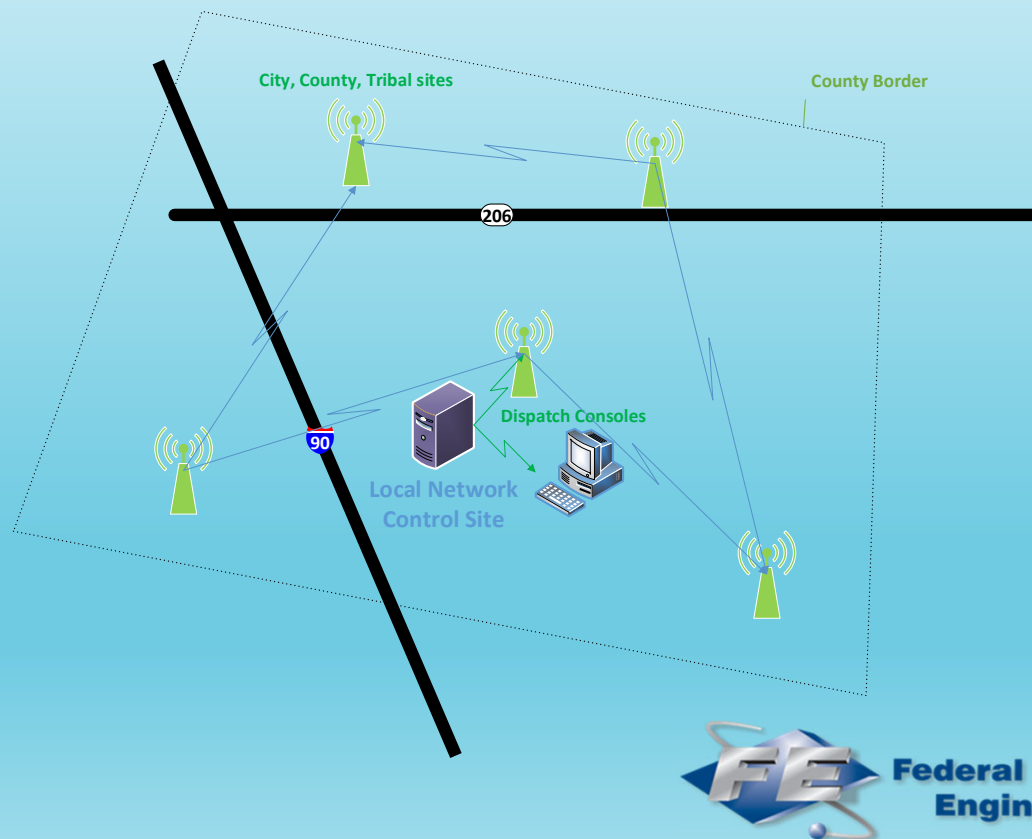 City, County, Tribal sites
County Border
206
Dispatch Consoles
90
Local Network
Control Site
FE
Federal
Engin